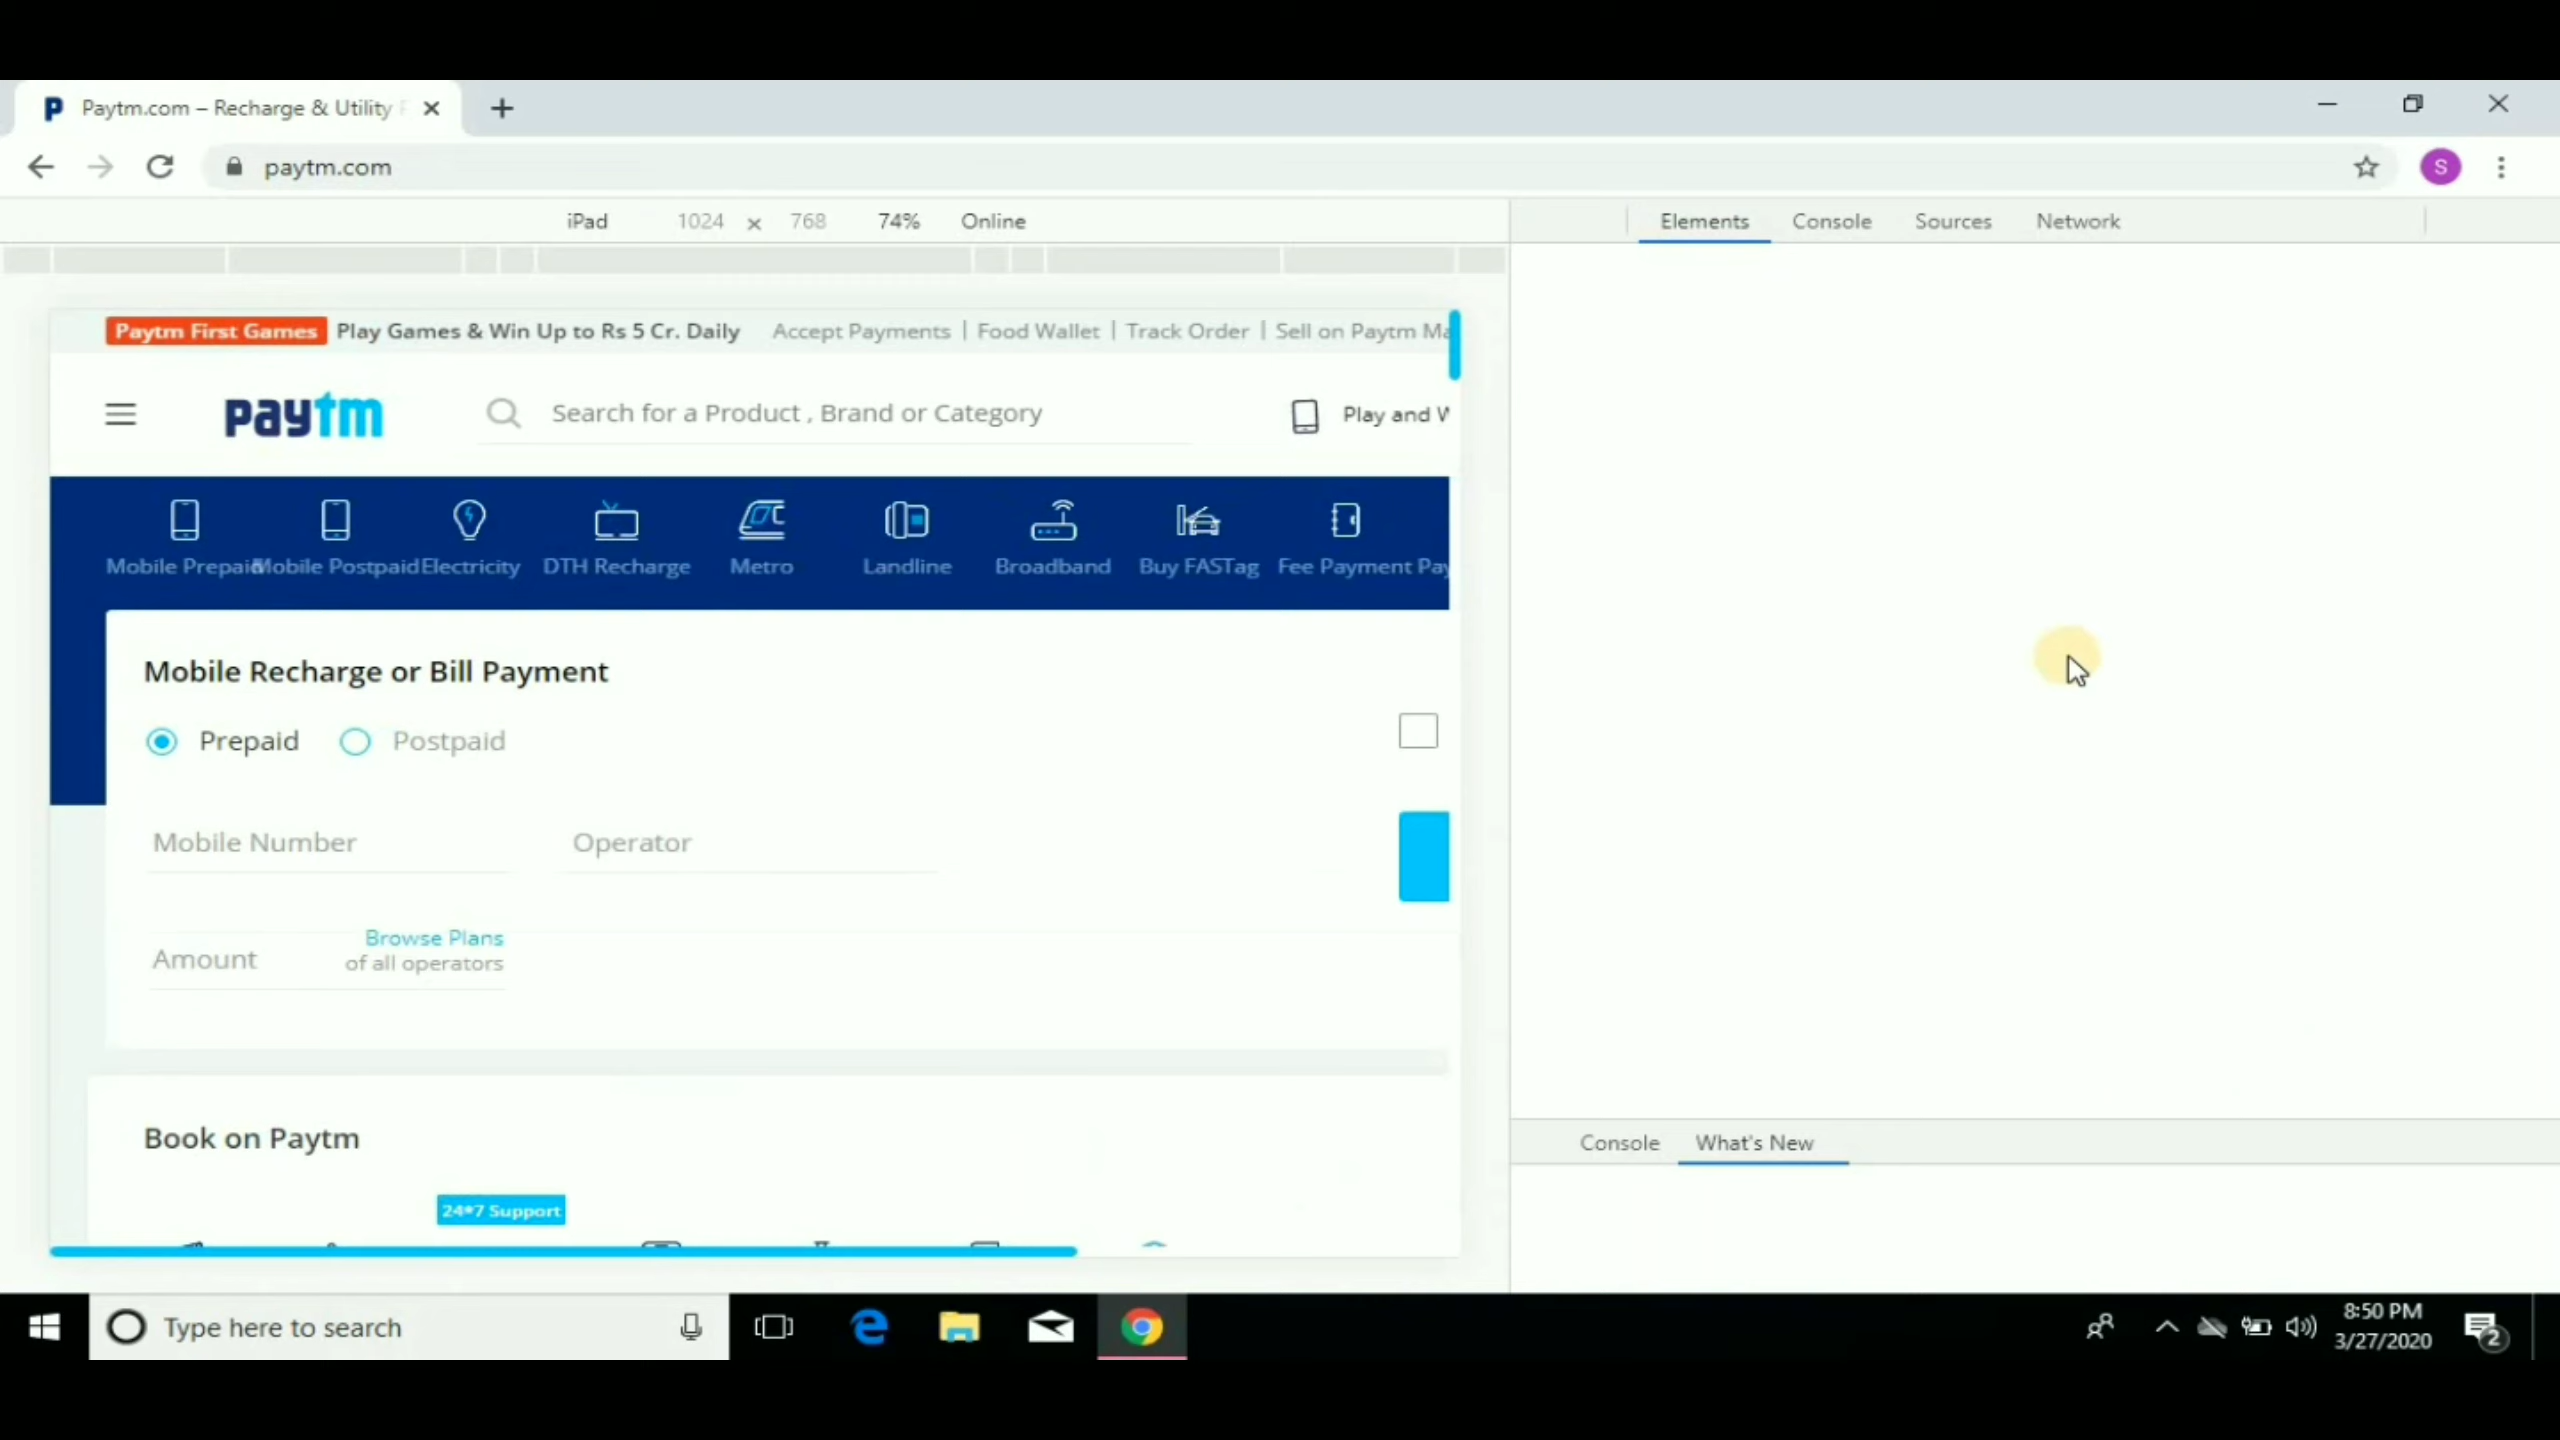 Paytm.com – Recharge & Utility
paytm.com
S
iPad 1024 x 768 74% Online
Elements Console Sources Network
Paytm First Games Play Games & Win Up to Rs 5 Cr. Daily Accept Payments | Food Wallet | Track Order | Sell on Paytm Ma
paytm
Search for a Product , Brand or Category
Play and W
Mobile Prepaid Mobile Postpaid Electricity DTH Recharge Metro Landline Broadband Buy FASTag Fee Payment Pay
Mobile Recharge or Bill Payment
Prepaid Postpaid
Mobile Number Operator
Browse Plans
Amount of all operators
Book on Paytm
24*7 Support
Console What's New
Type here to search
8:50 PM
3/27/2020
2